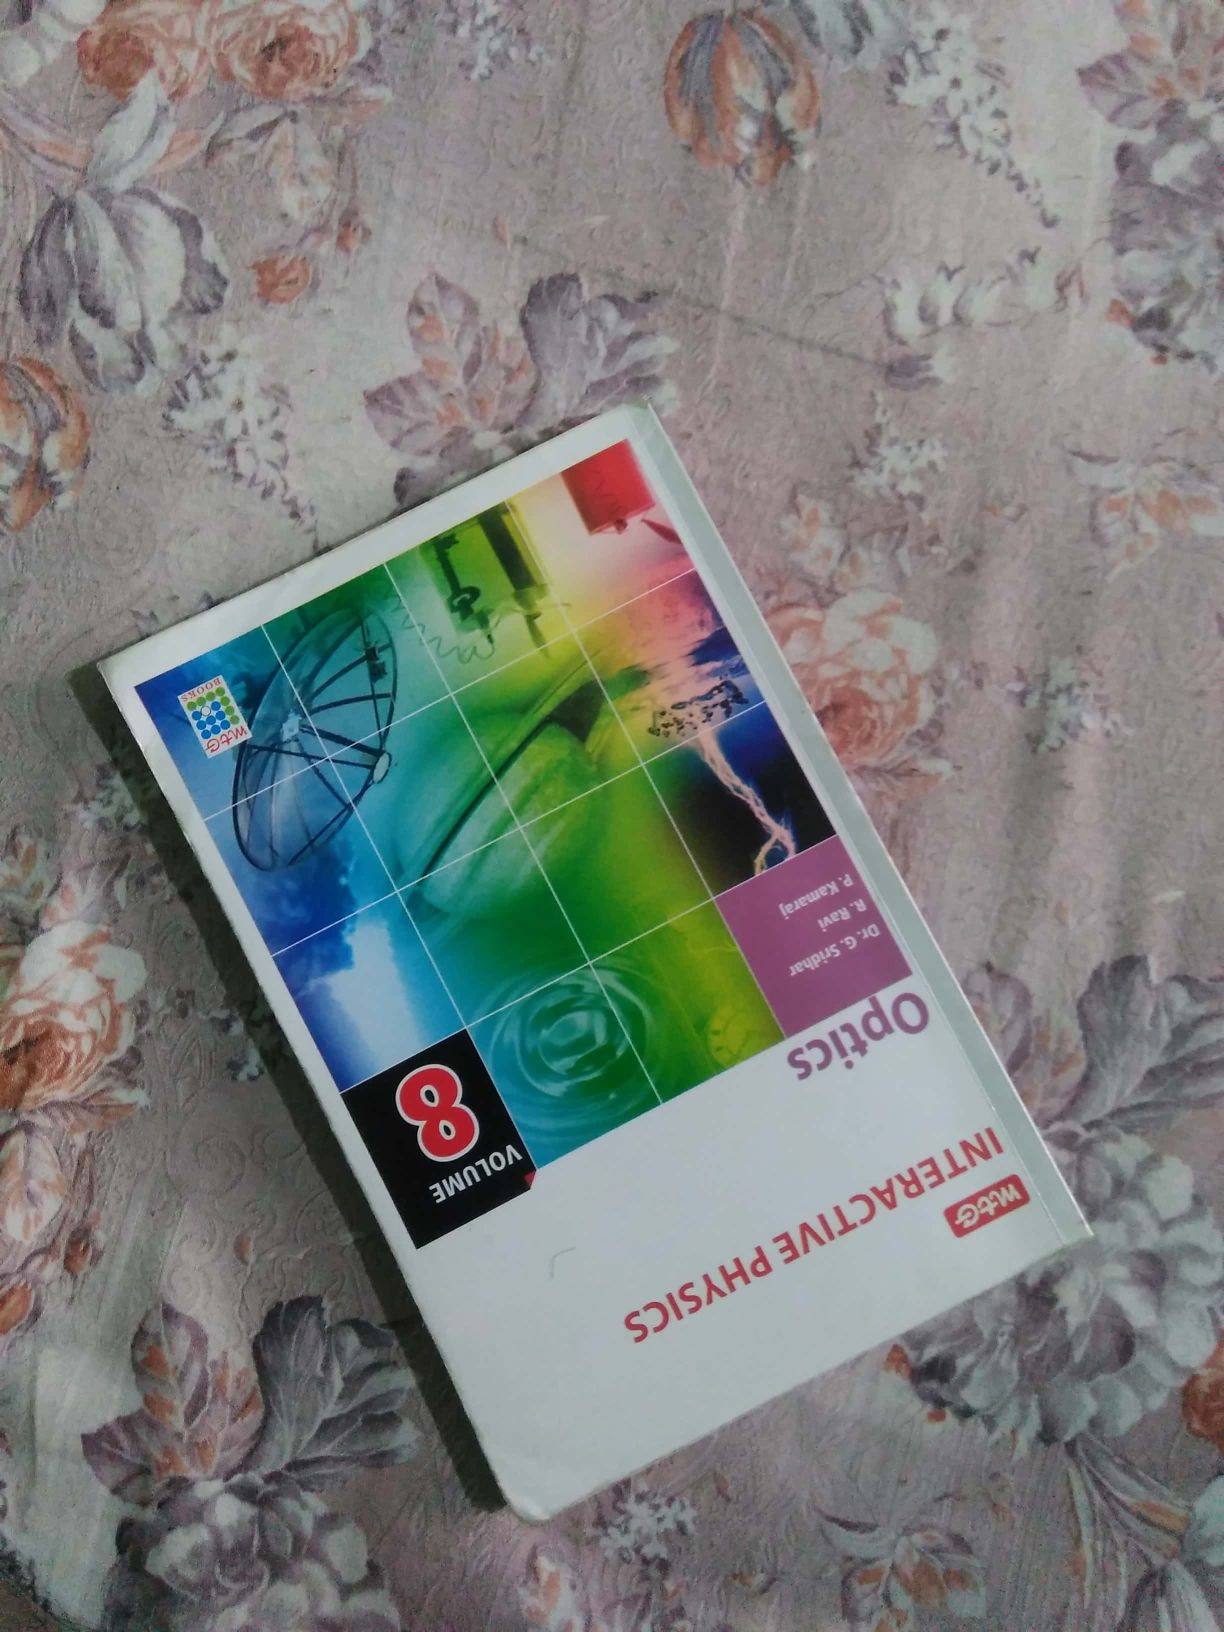 mtG
INTERACTIVE PHYSICS
Optics
Dr. G. Sridhar
R. Ravi
P. Kamaraj
VOLUME
8
mtG
BOOKS